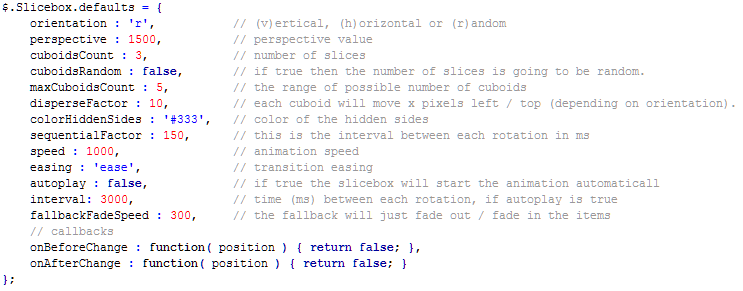 $.Slicebox.defaults = {
orientation : 'r', // (v)ertical, (h)orizontal or (r)andom
perspective : 1500, // perspective value
cuboidsCount : 3, // number of slices
cuboidsRandom : false, // if true then the number of slices is going to be random.
maxCuboidsCount : 5, // the range of possible number of cuboids
disperseFactor : 10, // each cuboid will move x pixels left / top (depending on orientation).
colorHiddenSides : '#333', // color of the hidden sides
sequentialFactor : 150, // this is the interval between each rotation in ms
speed : 1000, // animation speed
easing : 'ease', // transition easing
autoplay : false, // if true the slicebox will start the animation automaticall
interval: 3000, // time (ms) between each rotation, if autoplay is true
fallbackFadeSpeed : 300, // the fallback will just fade out / fade in the items
// callbacks
onBeforeChange : function( position ) { return false; },
onAfterChange : function( position ) { return false; }
};